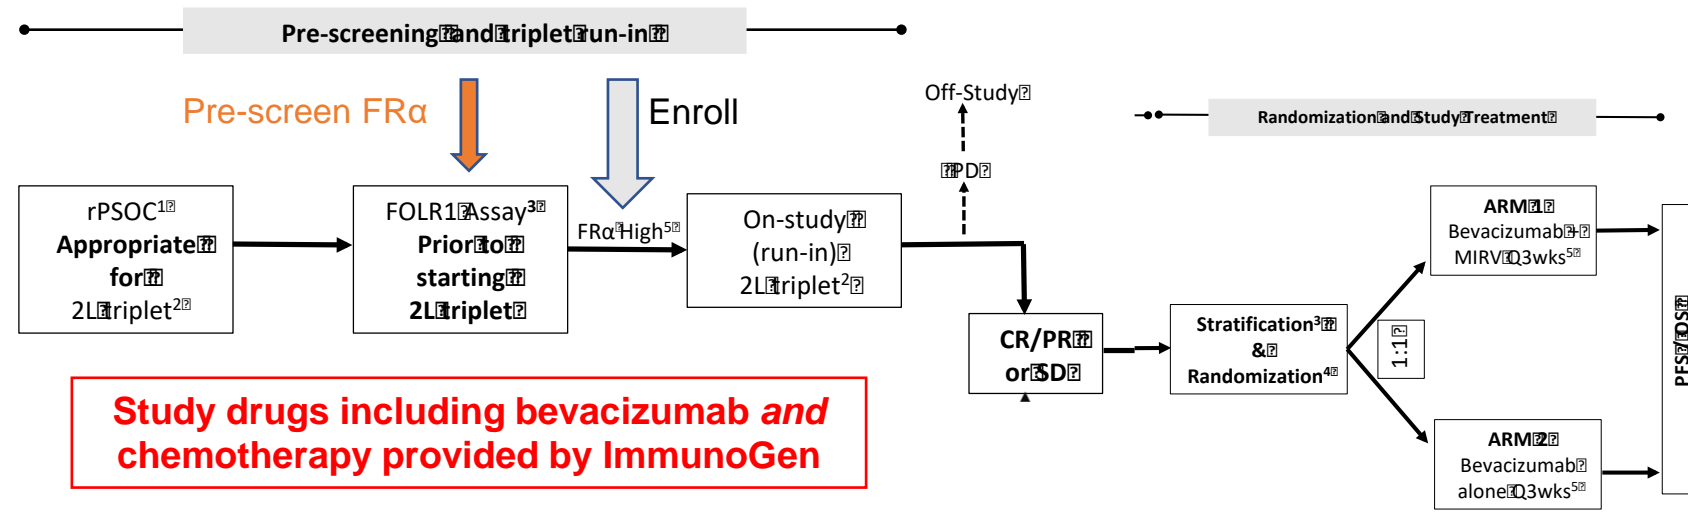 Pre-screening and triplet run-in
Pre-screen FRα
Enroll
Off-Study
PD
Randomization and Study Treatment
rPSOC1
Appropriate
for
2L triplet2
FOLR1 Assay3
Prior to
starting
2L triplet
FRα High5
On-study
(run-in)
2L triplet2
CR/PR
or SD
Stratification3
&
Randomization4
1:1
ARM 1
Bevacizumab +
MIRV Q3wks5
ARM 2
Bevacizumab
alone Q3wks5
PFS/OS
Study drugs including bevacizumab and
chemotherapy provided by ImmunoGen